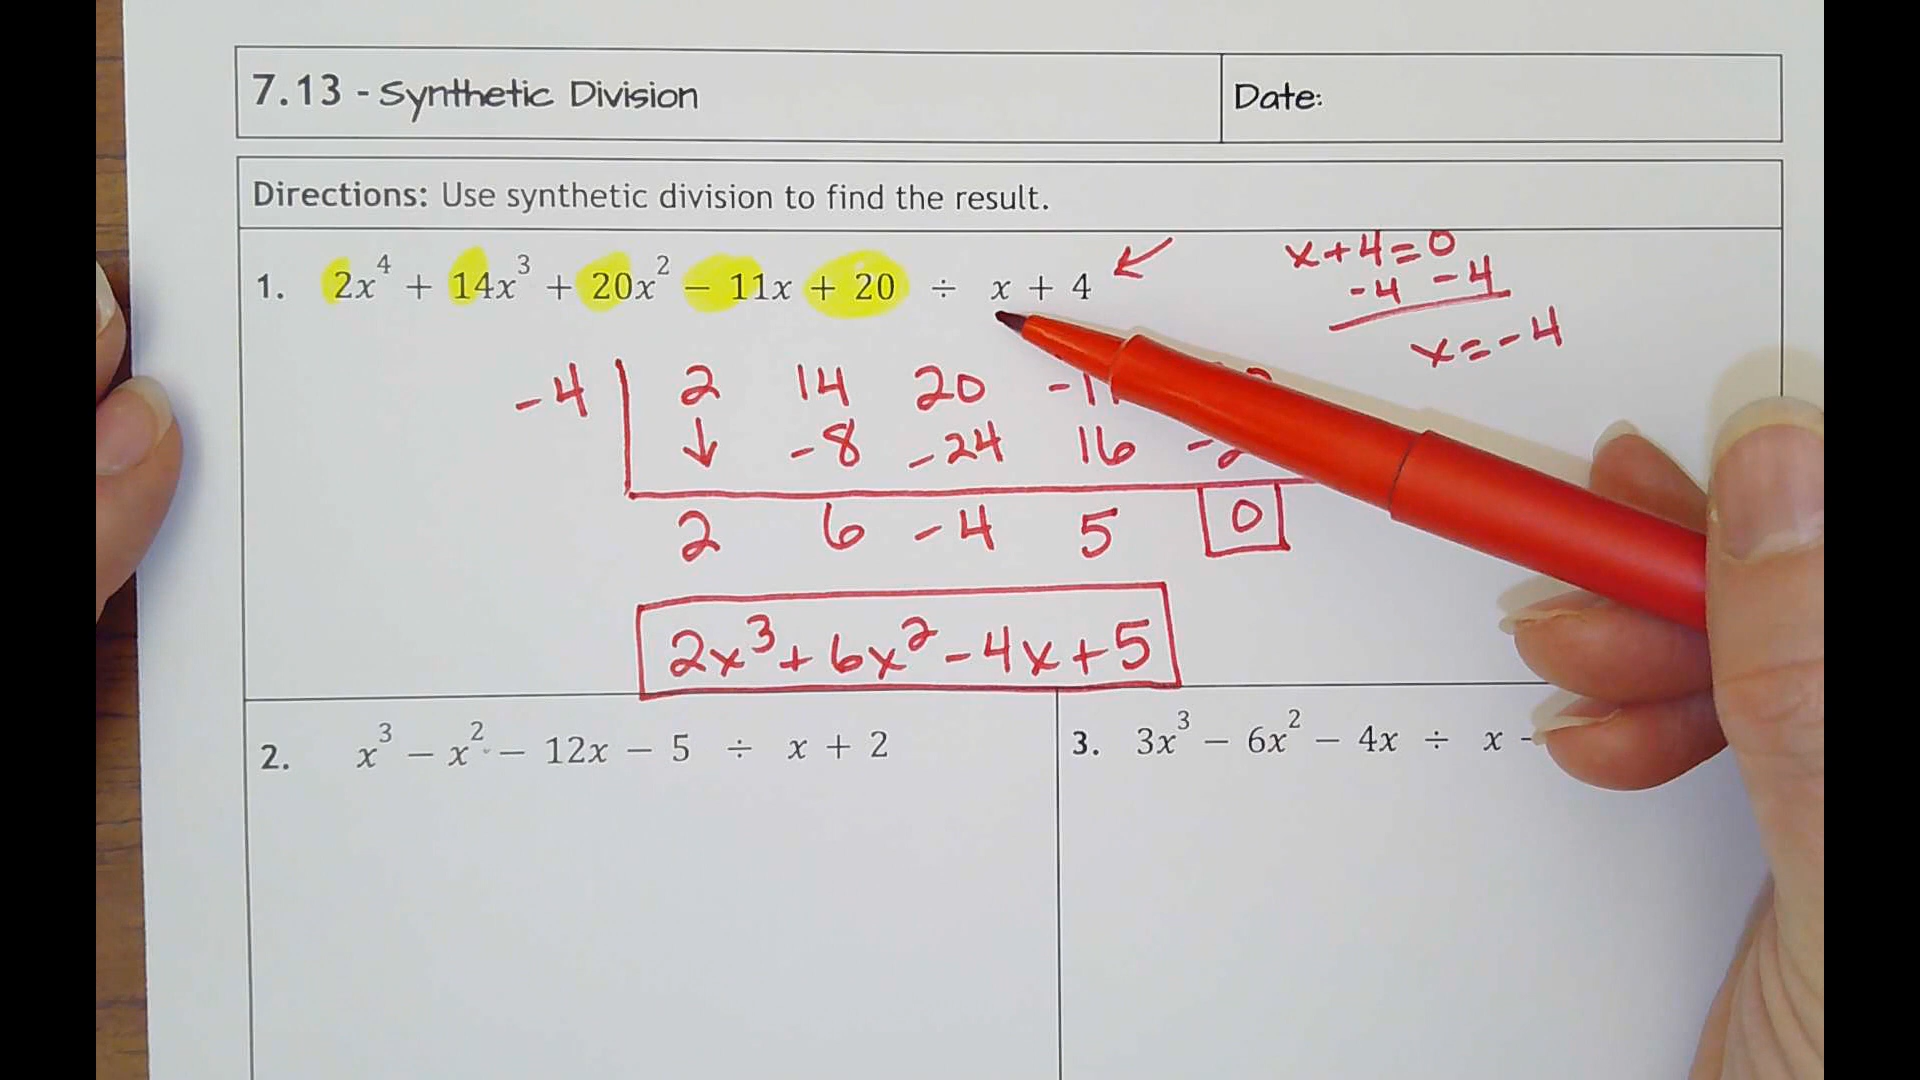 7.13 - Synthetic Division
Date:
Directions: Use synthetic division to find the result.
1. 2x⁴ + 14x³ + 20x² − 11x + 20 ÷ x + 4
x+4=0
-4 -4
x=-4
-4 2 14 20
↓ -8 -24 16
2 6 -4 5 0
2x³+6x²-4x+5
2. x³ − x² − 12x − 5 ÷ x + 2
3. 3x³ − 6x² − 4x ÷ x